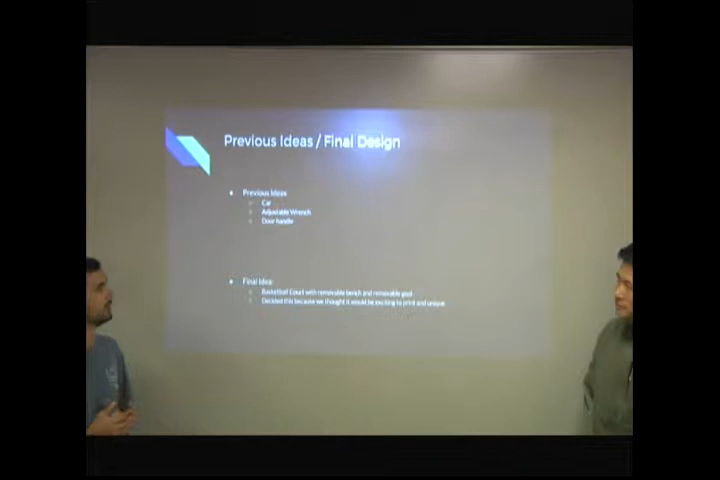 Previous Ideas / Final Design
● Previous Ideas
○ Car
○ Adjustable Wrench
○ Door handle
● Final Idea:
○ Basketball Court with removable bench and removable goal
○ Decided this because we thought it would be exciting to print and unique